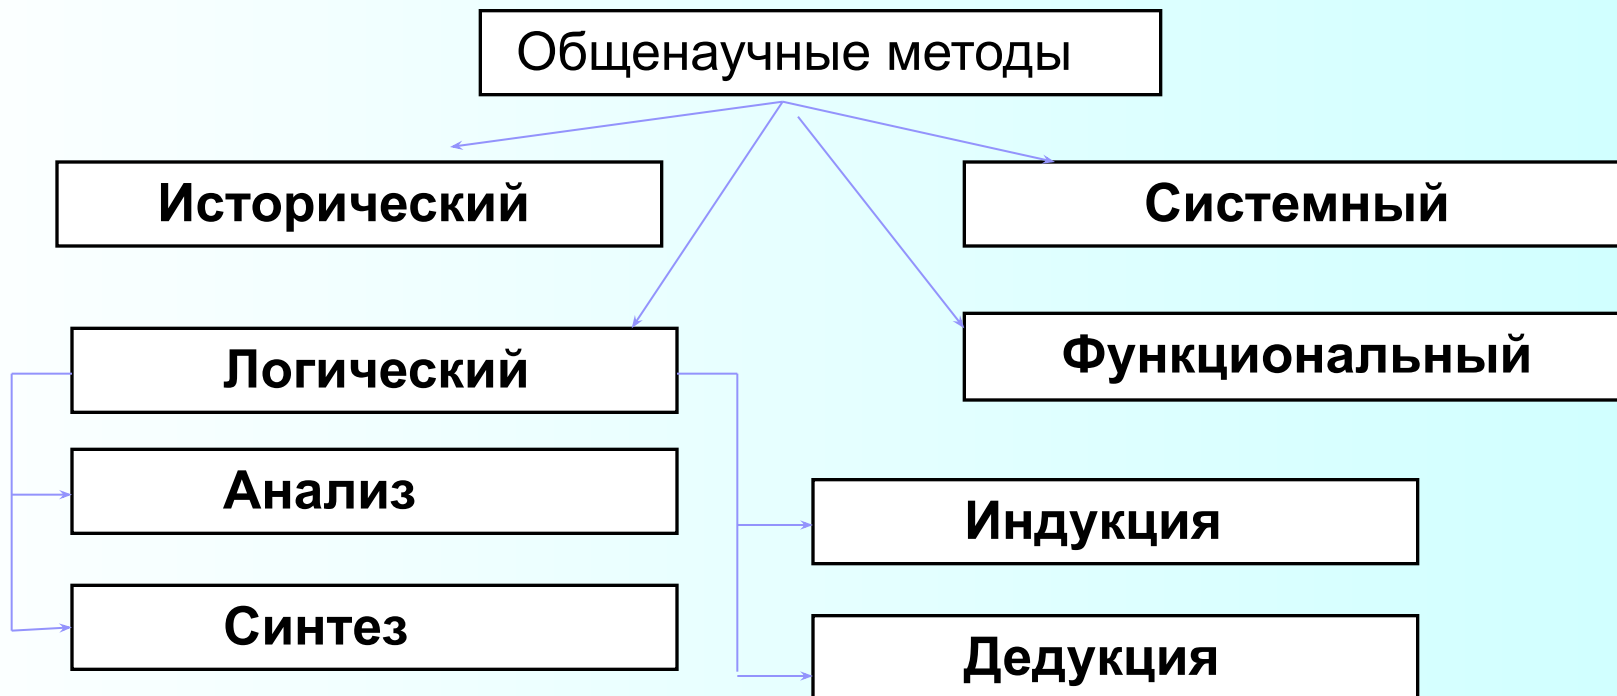 Общенаучные методы
Исторический
Системный
Логический
Функциональный
Анализ
Индукция
Синтез
Дедукция